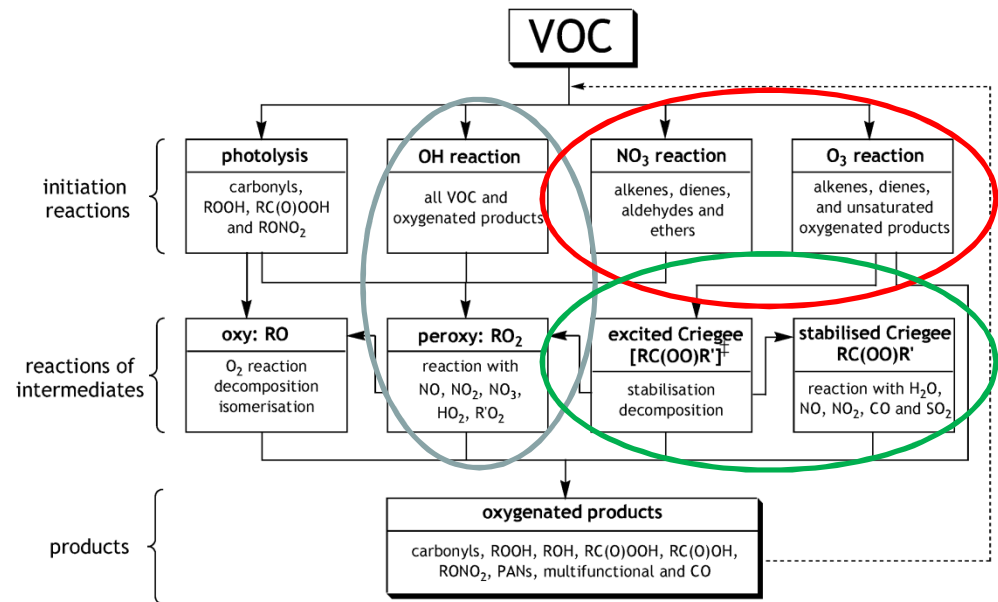 VOC
initiation
reactions
photolysis
carbonyls,
ROOH, RC(O)OOH
and RONO₂
OH reaction
all VOC and
oxygenated products
NO₃ reaction
alkenes, dienes,
aldehydes and
ethers
O₃ reaction
alkenes, dienes,
and unsaturated
oxygenated products
reactions of
intermediates
oxy: RO
O₂ reaction
decomposition
isomerisation
peroxy: RO₂
reaction with
NO, NO₂, NO₃,
HO₂, R'O₂
excited Criegee
[RC(OO)R']‡
stabilisation
decomposition
stabilised Criegee
RC(OO)R'
reaction with H₂O,
NO, NO₂, CO and SO₂
products
oxygenated products
carbonyls, ROOH, ROH, RC(O)OOH, RC(O)OH,
RONO₂, PANs, multifunctional and CO